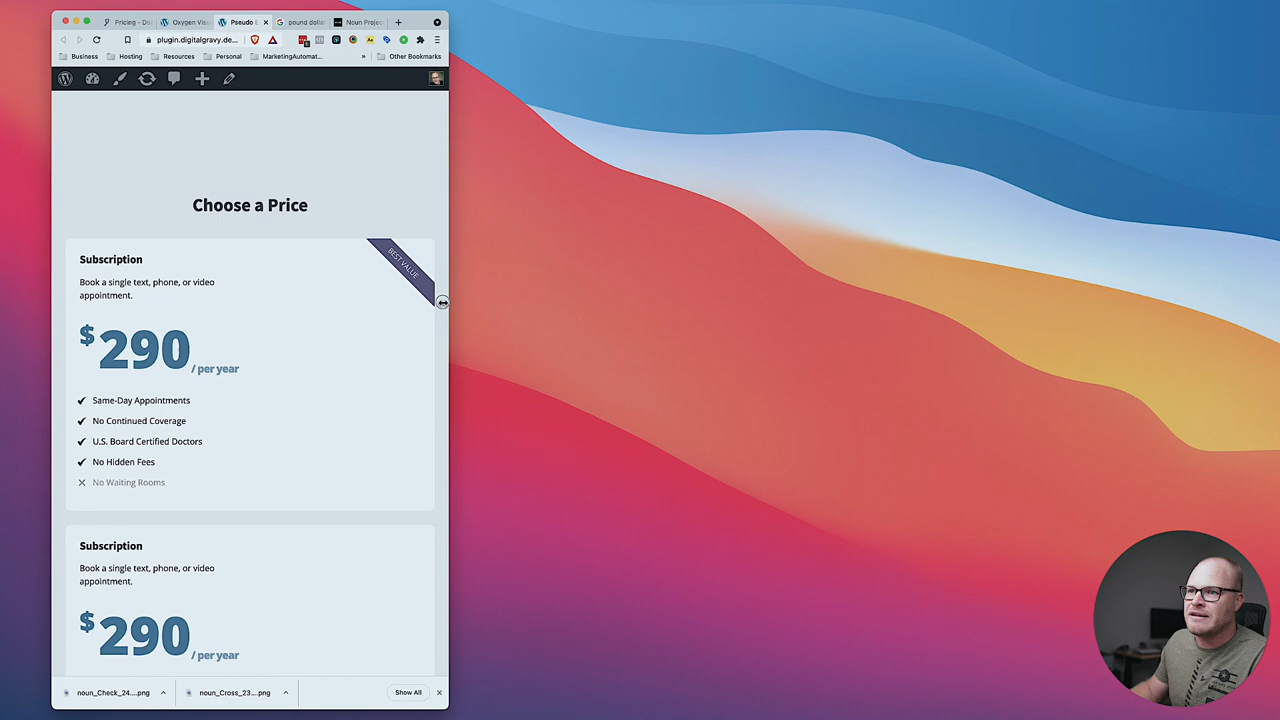 Pricing - Do
Oxygen Visu
Pseudo E
pound dollar
Noun Project
plugin.digitalgravy.de...
Business
Hosting
Resources
Personal
MarketingAutomat...
»
Other Bookmarks
Choose a Price
Subscription
BEST VALUE
Book a single text, phone, or video
appointment.
$290 / per year
Same-Day Appointments
No Continued Coverage
U.S. Board Certified Doctors
No Hidden Fees
No Waiting Rooms
Subscription
Book a single text, phone, or video
appointment.
$290 / per year
noun_Check_24....png
noun_Cross_23....png
Show All